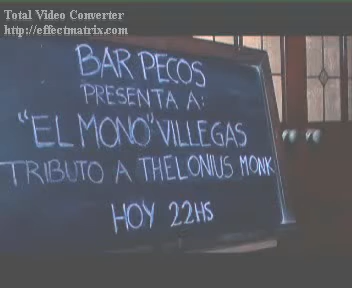 Total Video Converter
http://effectmatrix.com
BAR PECOS
PRESENTA A:
"EL MONO" VILLEGAS
TRIBUTO A THELONIUS MONK
HOY 22HS